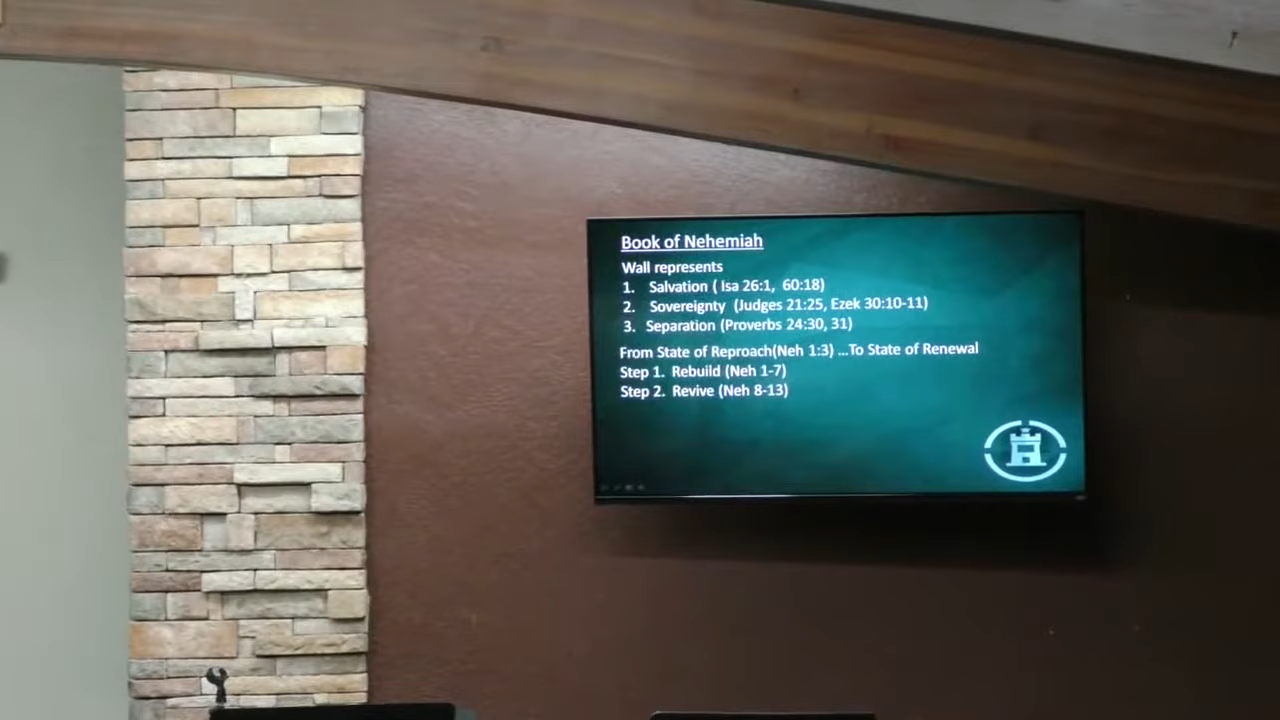 Book of Nehemiah
Wall represents
1. Salvation ( Isa 26:1, 60:18)
2. Sovereignty (Judges 21:25, Ezek 30:10-11)
3. Separation (Proverbs 24:30, 31)
From State of Reproach(Neh 1:3) ...To State of Renewal
Step 1. Rebuild (Neh 1-7)
Step 2. Revive (Neh 8-13)